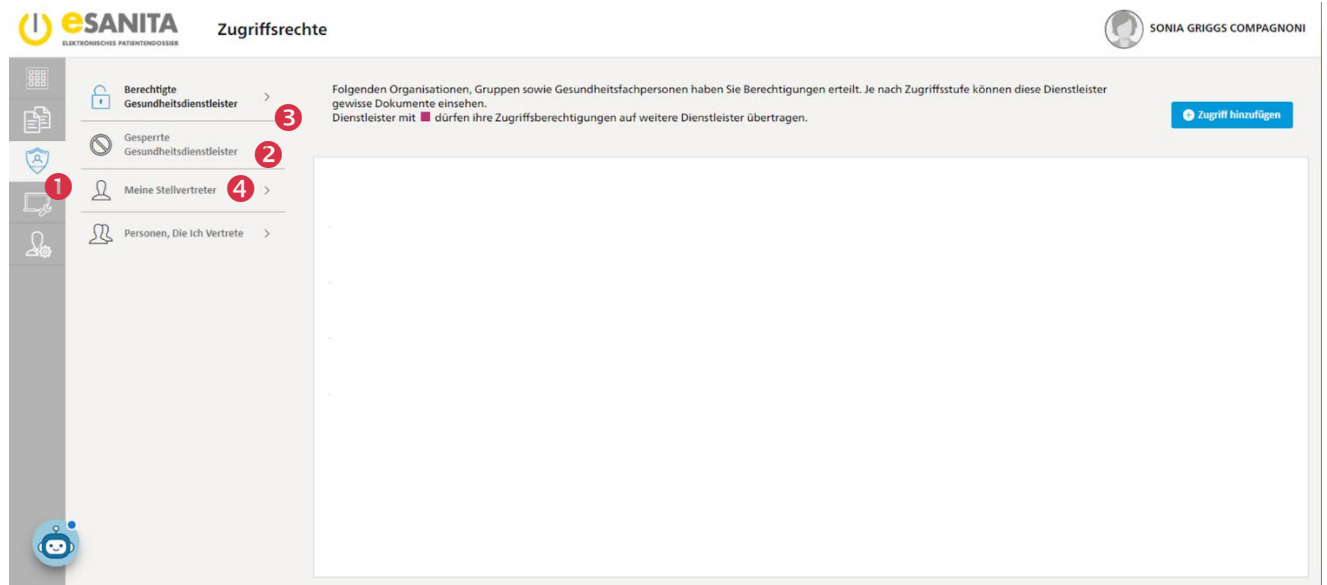 eSANITA
ELEKTRONISCHES PATIENTENDOSSIER
Zugriffsrechte
SONIA GRIGGS COMPAGNONI
Berechtigte
Gesundheitsdienstleister
3
Gesperrte
Gesundheitsdienstleister
2
1
Meine Stellvertreter
4
Personen, Die Ich Vertrete
Folgenden Organisationen, Gruppen sowie Gesundheitsfachpersonen haben Sie Berechtigungen erteilt. Je nach Zugriffsstufe können diese Dienstleister
gewisse Dokumente einsehen.
Dienstleister mit dürfen ihre Zugriffsberechtigungen auf weitere Dienstleister übertragen.
Zugriff hinzufügen